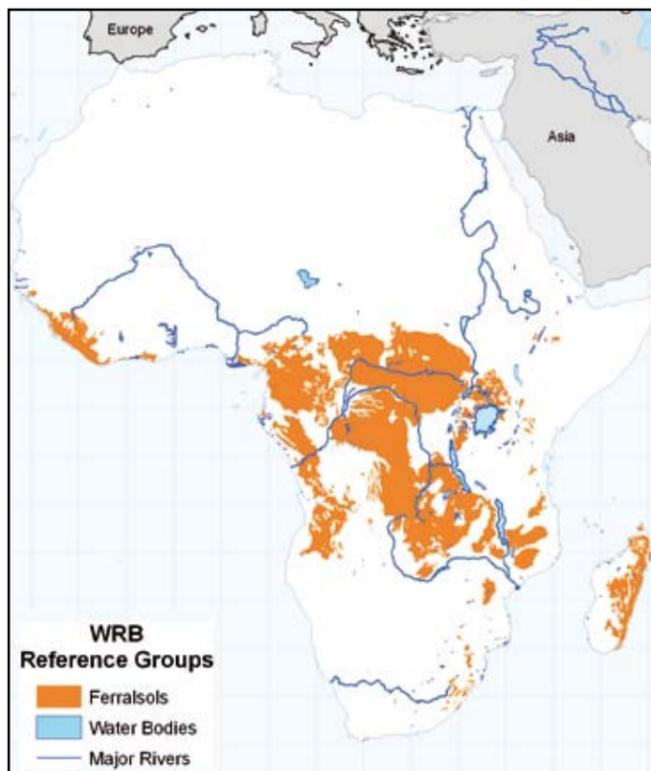 Europe
Asia
WRB
Reference Groups
Ferralsols
Water Bodies
Major Rivers